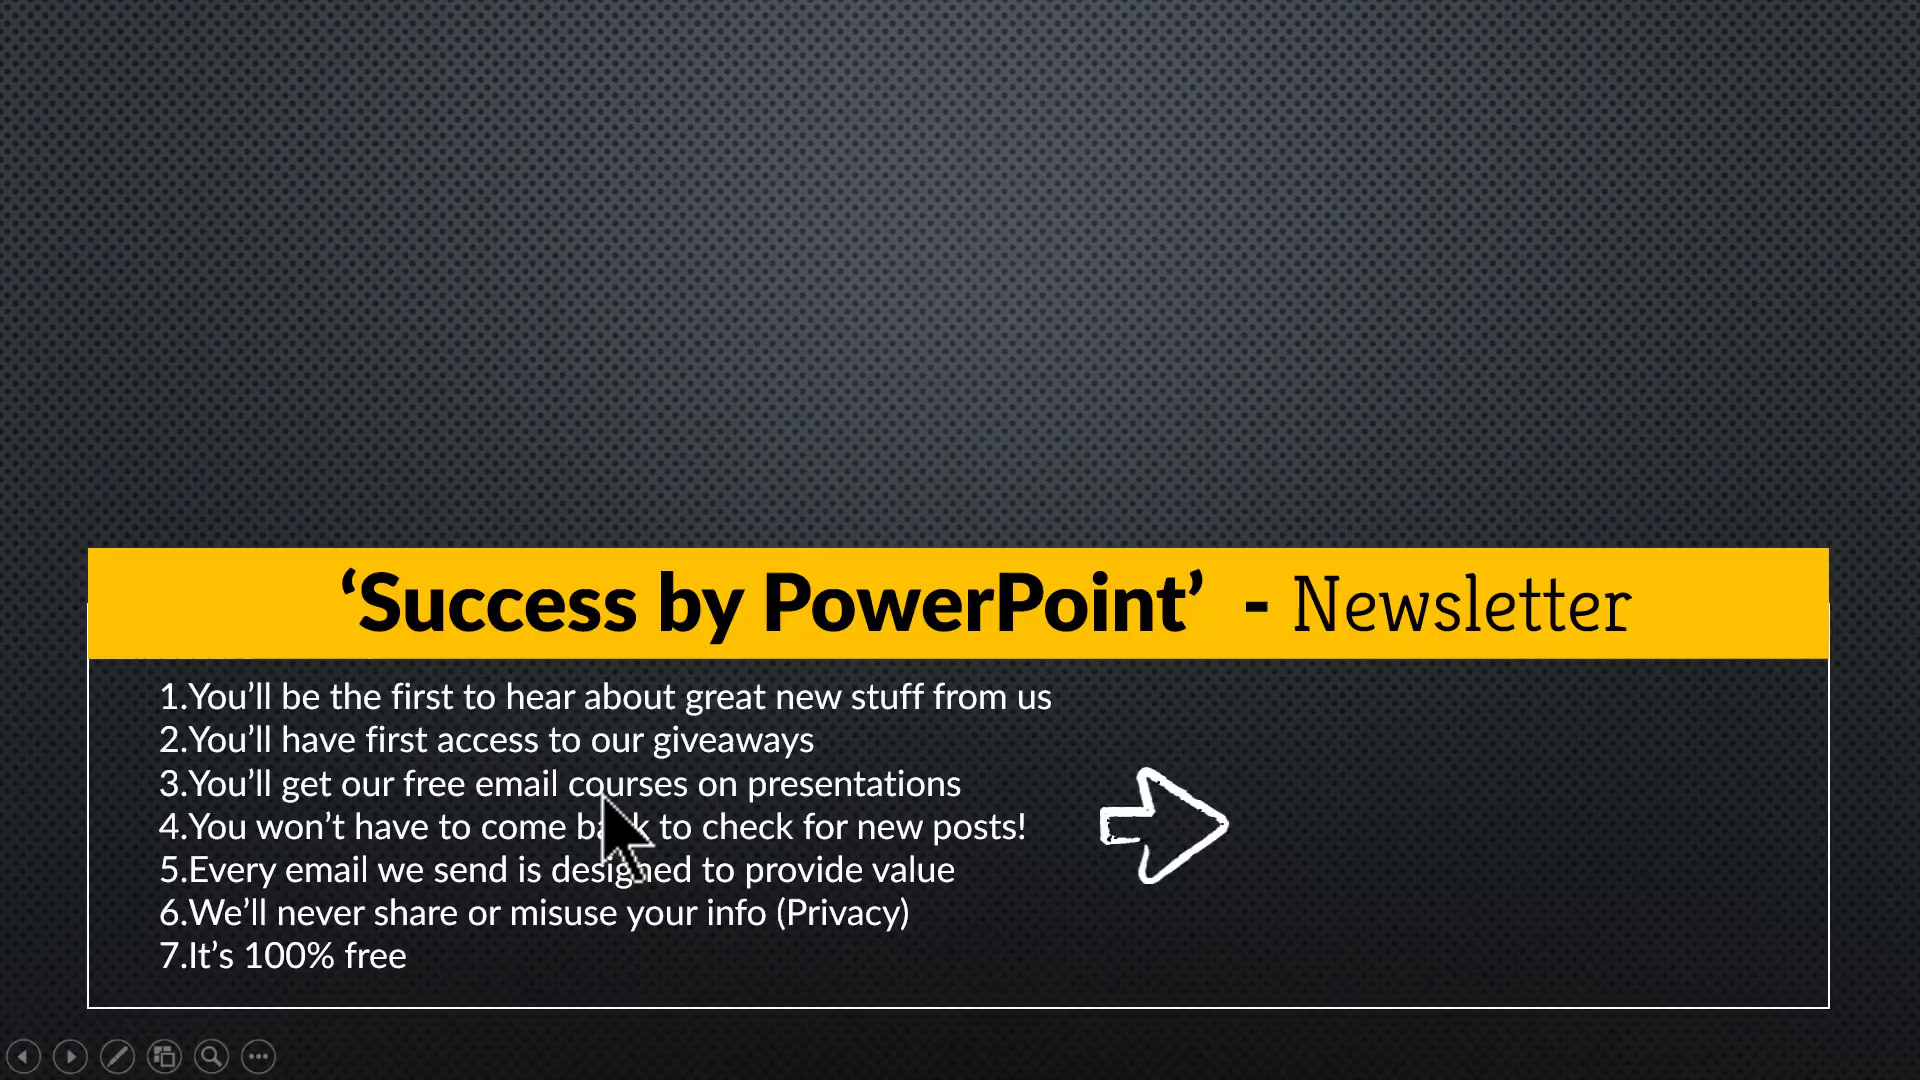 ‘Success by PowerPoint’ - Newsletter
1.You’ll be the first to hear about great new stuff from us
2.You’ll have first access to our giveaways
3.You’ll get our free email courses on presentations
4.You won’t have to come back to check for new posts!
5.Every email we send is designed to provide value
6.We’ll never share or misuse your info (Privacy)
7.It’s 100% free